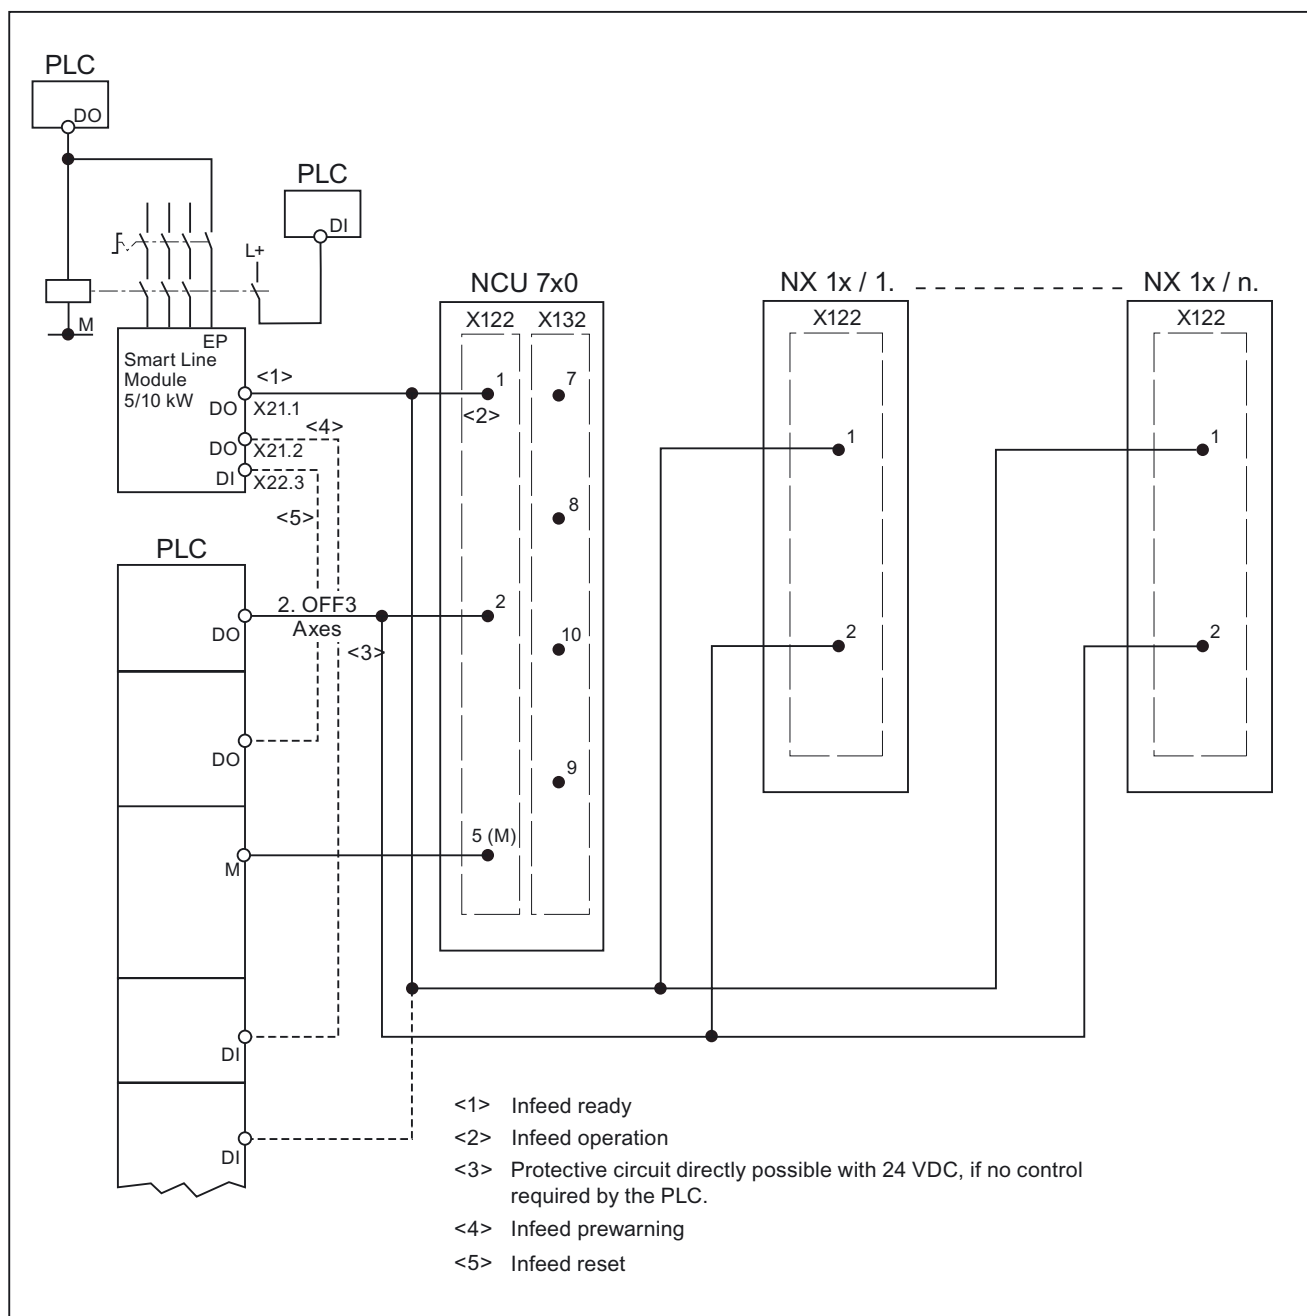 PLC
DO
PLC
DI
L+
M
EP
Smart Line
Module
5/10 kW
<1>
DO
X21.1
<4>
DO
X21.2
DI
X22.3
<5>
NCU 7x0
X122
X132
1
7
<2>
8
2
10
9
5 (M)
NX 1x / 1.
X122
1
2
NX 1x / n.
X122
1
2
PLC
DO
2. OFF3
Axes
<3>
DO
M
DI
DI
<1> Infeed ready
<2> Infeed operation
<3> Protective circuit directly possible with 24 VDC, if no control
required by the PLC.
<4> Infeed prewarning
<5> Infeed reset